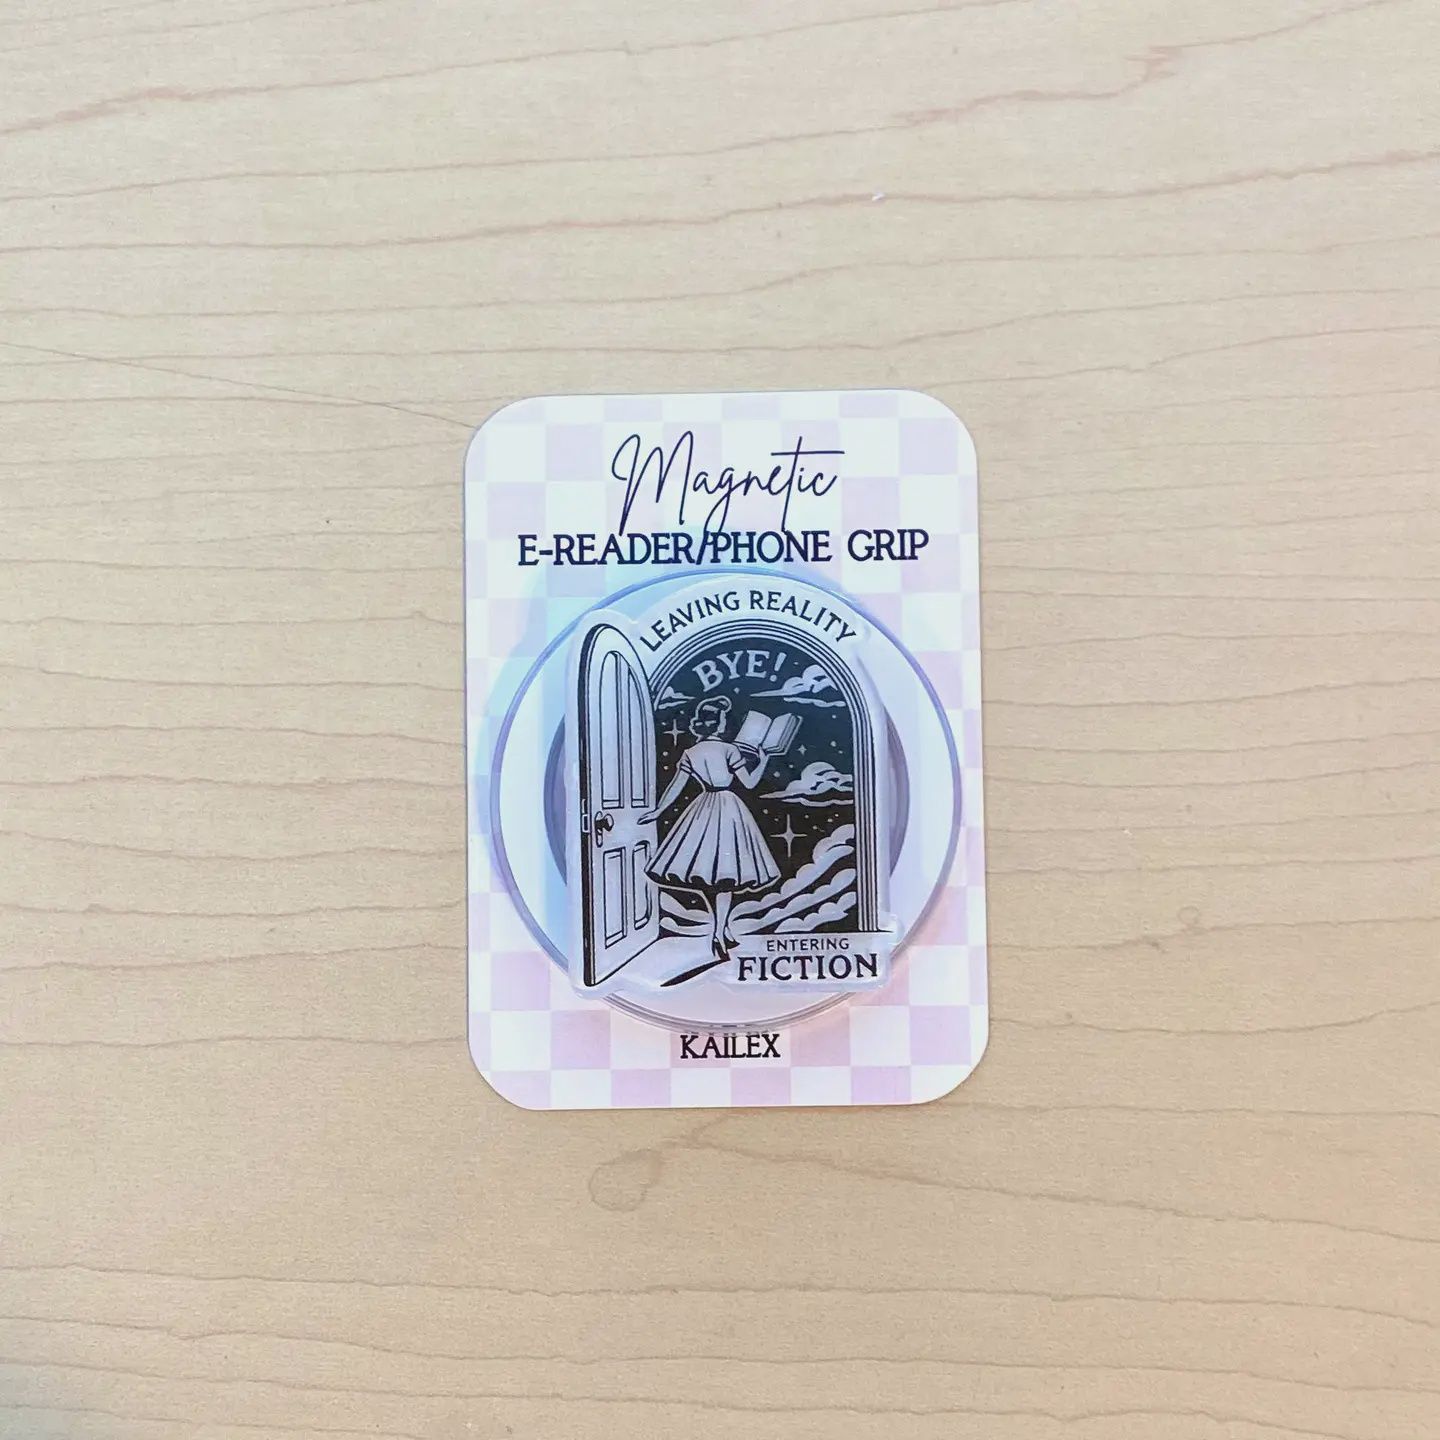 Magnetic
E-READER/PHONE GRIP
LEAVING REALITY
BYE!
ENTERING
FICTION
KAILEX